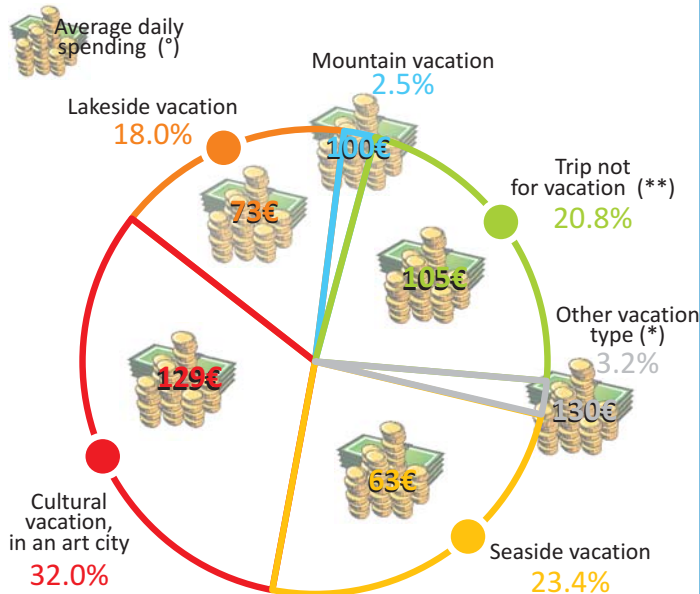 Average daily
spending (°)
Mountain vacation
2.5%
Lakeside vacation
18.0%
100€
Trip not
for vacation (**)
20.8%
73€
105€
Other vacation
type (*)
3.2%
129€
130€
63€
Cultural
vacation,
in an art city
32.0%
Seaside vacation
23.4%